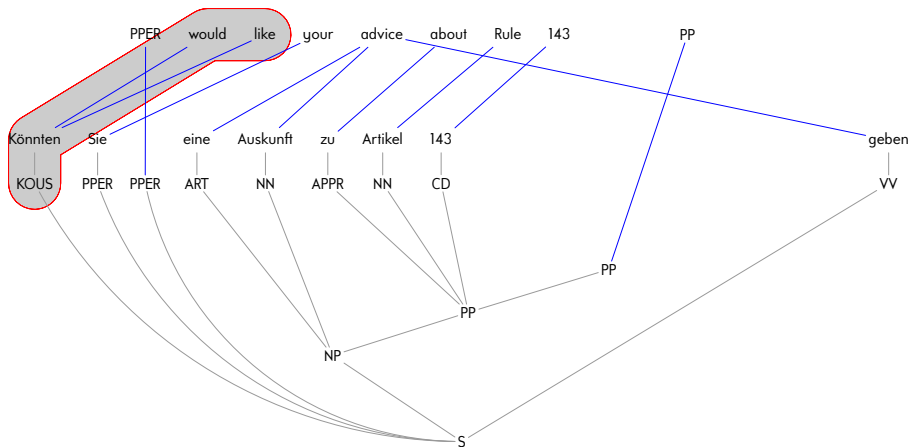 PPER would like your advice about Rule 143 PP
Könnten Sie eine Auskunft zu Artikel 143 geben
KOUS PPER PPER ART NN APPR NN CD VV
PP
PP
NP
S